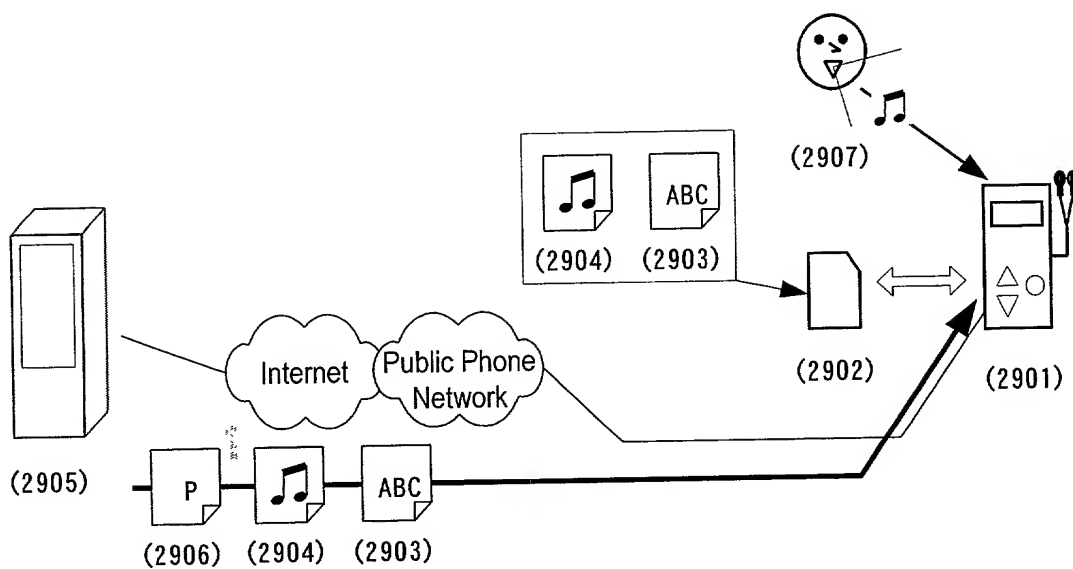 (2907)
ABC
(2904)
(2903)
(2902)
(2901)
Internet
Public Phone
Network
(2905)
P
ABC
(2906)
(2904)
(2903)